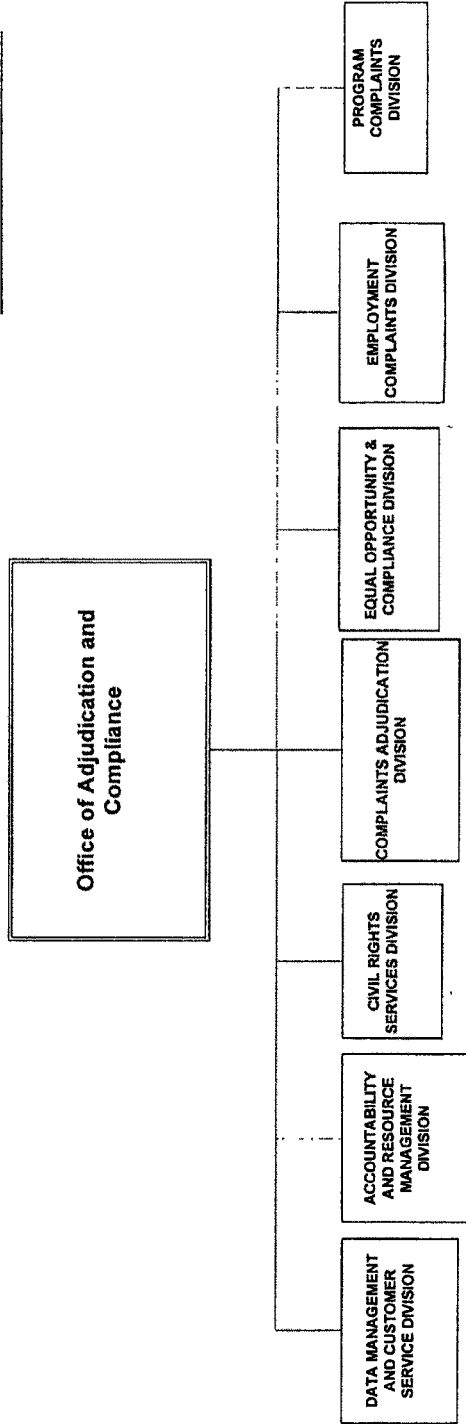 Office of Adjudication and
Compliance
DATA MANAGEMENT
AND CUSTOMER
SERVICE DIVISION
ACCOUNTABILITY
AND RESOURCE
MANAGEMENT
DIVISION
CIVIL RIGHTS
SERVICES DIVISION
COMPLAINTS ADJUDICATION
DIVISION
EQUAL OPPORTUNITY &
COMPLIANCE DIVISION
EMPLOYMENT
COMPLAINTS DIVISION
PROGRAM
COMPLAINTS
DIVISION